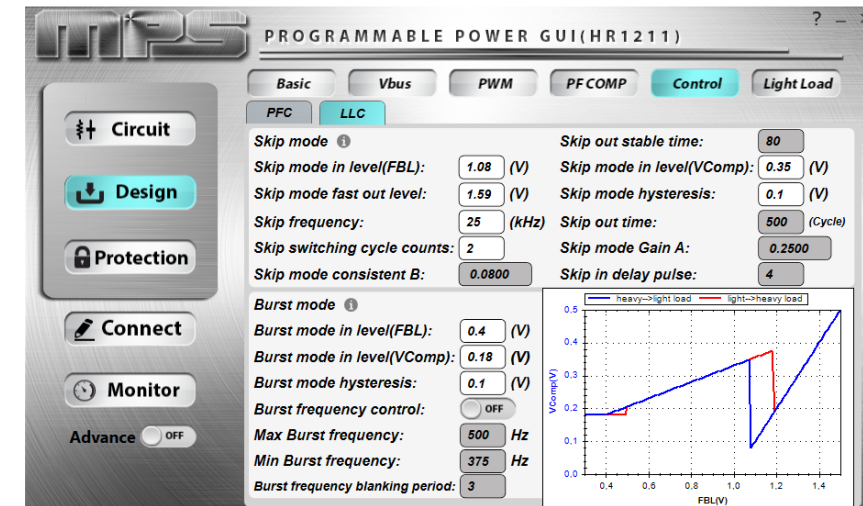 mps
PROGRAMMABLE POWER GUI(HR1211)
? –
Basic Vbus PWM PF COMP Control Light Load
PFC LLC
Circuit
Design
Protection
Connect
Monitor
Advance OFF
Skip mode
Skip out stable time: 80
Skip mode in level(FBL): 1.08 (V)
Skip mode in level(VComp): 0.35 (V)
Skip mode fast out level: 1.59 (V)
Skip mode hysteresis: 0.1 (V)
Skip frequency: 25 (kHz)
Skip out time: 500 (Cycle)
Skip switching cycle counts: 2
Skip mode Gain A: 0.2500
Skip mode consistent B: 0.0800
Skip in delay pulse: 4
Burst mode
Burst mode in level(FBL): 0.4 (V)
Burst mode in level(VComp): 0.18 (V)
Burst mode hysteresis: 0.1 (V)
Burst frequency control: OFF
Max Burst frequency: 500 Hz
Min Burst frequency: 375 Hz
Burst frequency blanking period: 3
heavy-->light load light-->heavy load
0.5
0.4
0.3
0.2
0.1
0.0
VComp(V)
0.4 0.6 0.8 1.0 1.2 1.4
FBL(V)